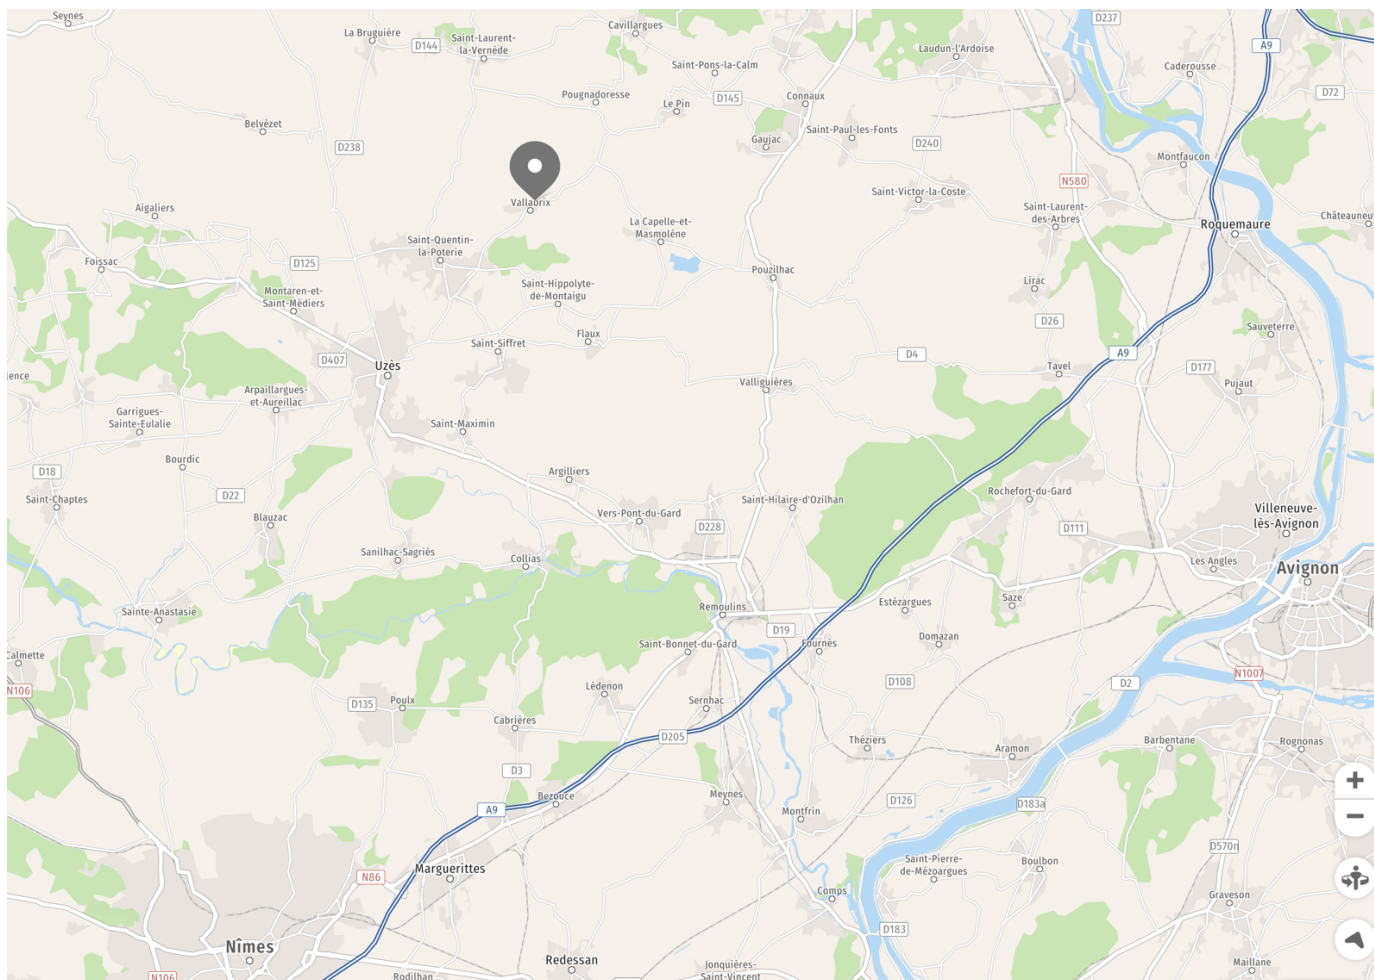 Seynes
La Bruguière
D144
Saint-Laurent-
la-Vernède
Cavillargues
D237
A9
Laudun-l'Ardoise
Caderousse
Saint-Pons-la-Calm
Pougnadoresse
Le Pin
D145
Connaux
D72
Belvézet
D238
Gaujac
Saint-Paul-les-Fonts
D240
Montfaucon
N580
Vallabrix
Aigaliers
La Capelle-et-
Masmolène
Saint-Victor-la-Coste
Saint-Laurent-
des-Arbres
Roquemaure
Châteauneuf
Saint-Quentin-
la-Poterie
Foissac
D125
Pouzilhac
Montaren-et-
Saint-Médiers
Saint-Hippolyte-
de-Montaigu
Lirac
D26
Sauveterre
Flaux
Saint-Siffret
D407
Uzès
D4
A9
Tavel
D177
Pujaut
lence
Arpaillargues-
et-Aureillac
Valliguières
Garrigues-
Sainte-Eulalie
Saint-Maximin
Bourdic
D18
Argilliers
Saint-Chaptes
D22
Saint-Hilaire-d'Ozilhan
Rochefort-du-Gard
Vers-Pont-du-Gard
D228
Blauzac
D111
Villeneuve-
lès-Avignon
Sanilhac-Sagriès
Collias
Les Angles
Avignon
Sainte-Anastasie
Remoulins
Estézargues
Saze
D19
Fournès
Domazan
Saint-Bonnet-du-Gard
Calmette
N106
N1007
Lédenon
D108
D2
D135
Poulx
Sernhac
Cabrières
D205
Théziers
Aramon
Barbentane
Rognonas
D3
Bezouce
A9
Meynes
Montfrin
D126
D183a
D570n
Marguerittes
N86
Saint-Pierre-
de-Mézoargues
Boulbon
Comps
Graveson
D183
Nîmes
Redessan
N106
Rodilhan
Jonquières-
Saint-Vincent
Maillane